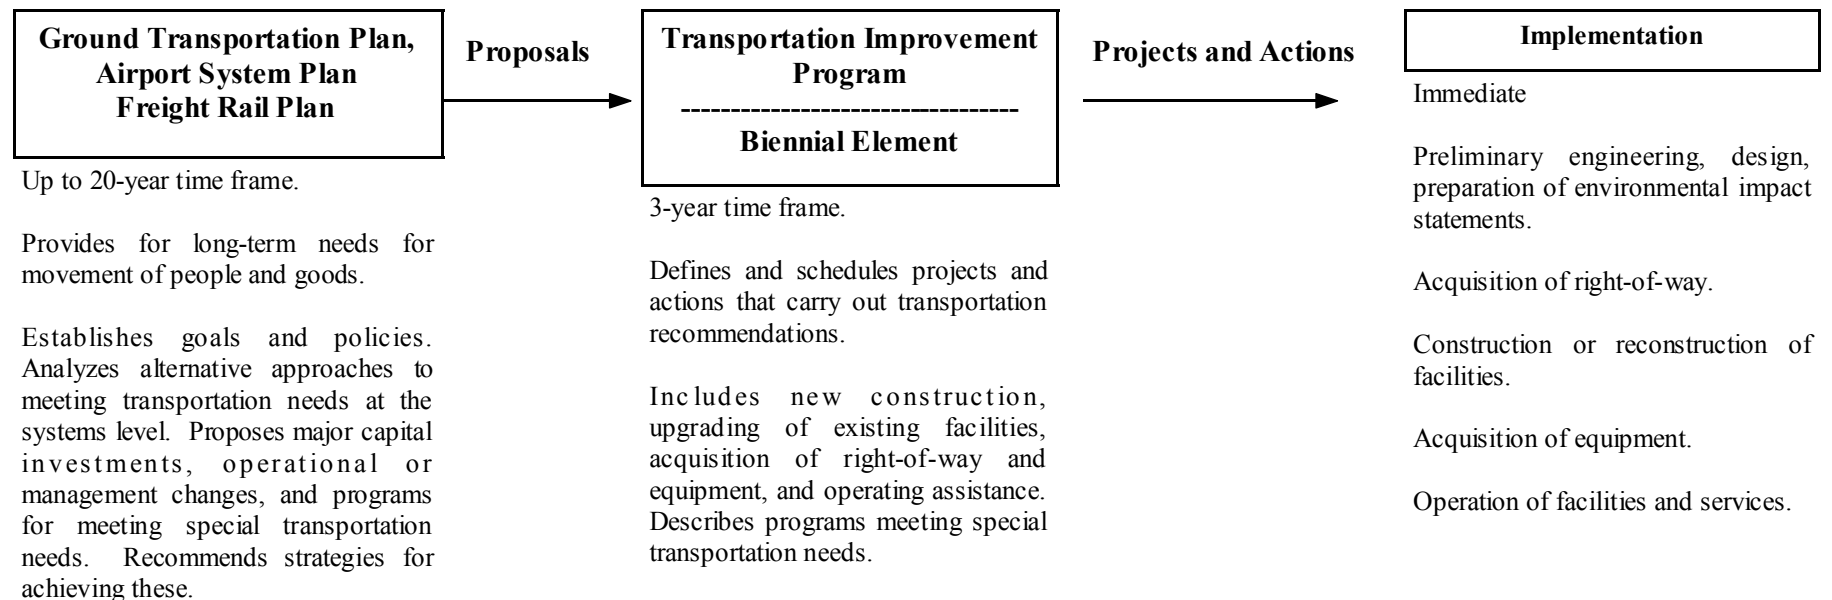 Ground Transportation Plan,
Airport System Plan
Freight Rail Plan
Up to 20-year time frame.
Provides for long-term needs for
movement of people and goods.
Establishes goals and policies.
Analyzes alternative approaches to
meeting transportation needs at the
systems level. Proposes major capital
investments, operational or
management changes, and programs
for meeting special transportation
needs. Recommends strategies for
achieving these.
Proposals
Transportation Improvement
Program
----------------------------------
Biennial Element
3-year time frame.
Defines and schedules projects and
actions that carry out transportation
recommendations.
Includes new construction,
upgrading of existing facilities,
acquisition of right-of-way and
equipment, and operating assistance.
Describes programs meeting special
transportation needs.
Projects and Actions
Implementation
Immediate
Preliminary engineering, design,
preparation of environmental impact
statements.
Acquisition of right-of-way.
Construction or reconstruction of
facilities.
Acquisition of equipment.
Operation of facilities and services.